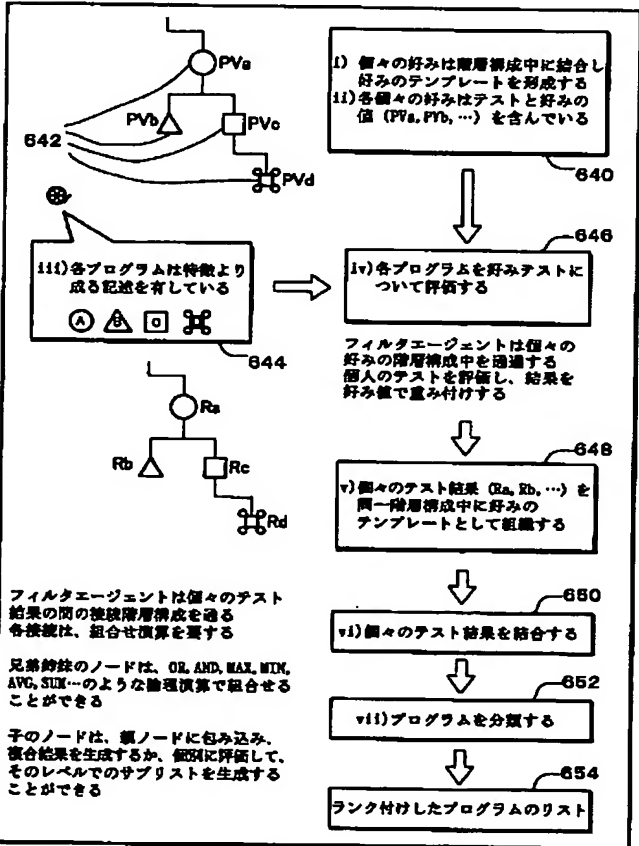 PVa
PVb
PVc
PVd
642
i) 個々の好みは階層構成中に結合し
好みのテンプレートを形成する
ii) 各個々の好みはテストと好みの
値 (PVa, PVb, …) を含んでいる
640
iii) 各プログラムは特徴より
成る記述を有している
A B C
644
646
iv) 各プログラムを好みテストに
ついて評価する
フィルタエージェントは個々の
好みの階層構成中を通過する
個人のテストを評価し、結果を
好み値で重み付けする
Ra
Rb
Rc
Rd
648
v) 個々のテスト結果 (Ra, Rb, …) を
同一階層構成中に好みの
テンプレートとして組織する
フィルタエージェントは個々のテスト
結果の間の接続階層構成を通る
各接続は、組合せ演算を要する
兄弟姉妹のノードは、OR, AND, MAX, MIN,
AVG, SUM…のような論理演算で組合せる
ことができる
子のノードは、親ノードに包み込み、
複合結果を生成するか、個別に評価して、
そのレベルでのサブリストを生成する
ことができる
650
vi) 個々のテスト結果を結合する
652
vii) プログラムを分類する
654
ランク付けしたプログラムのリスト